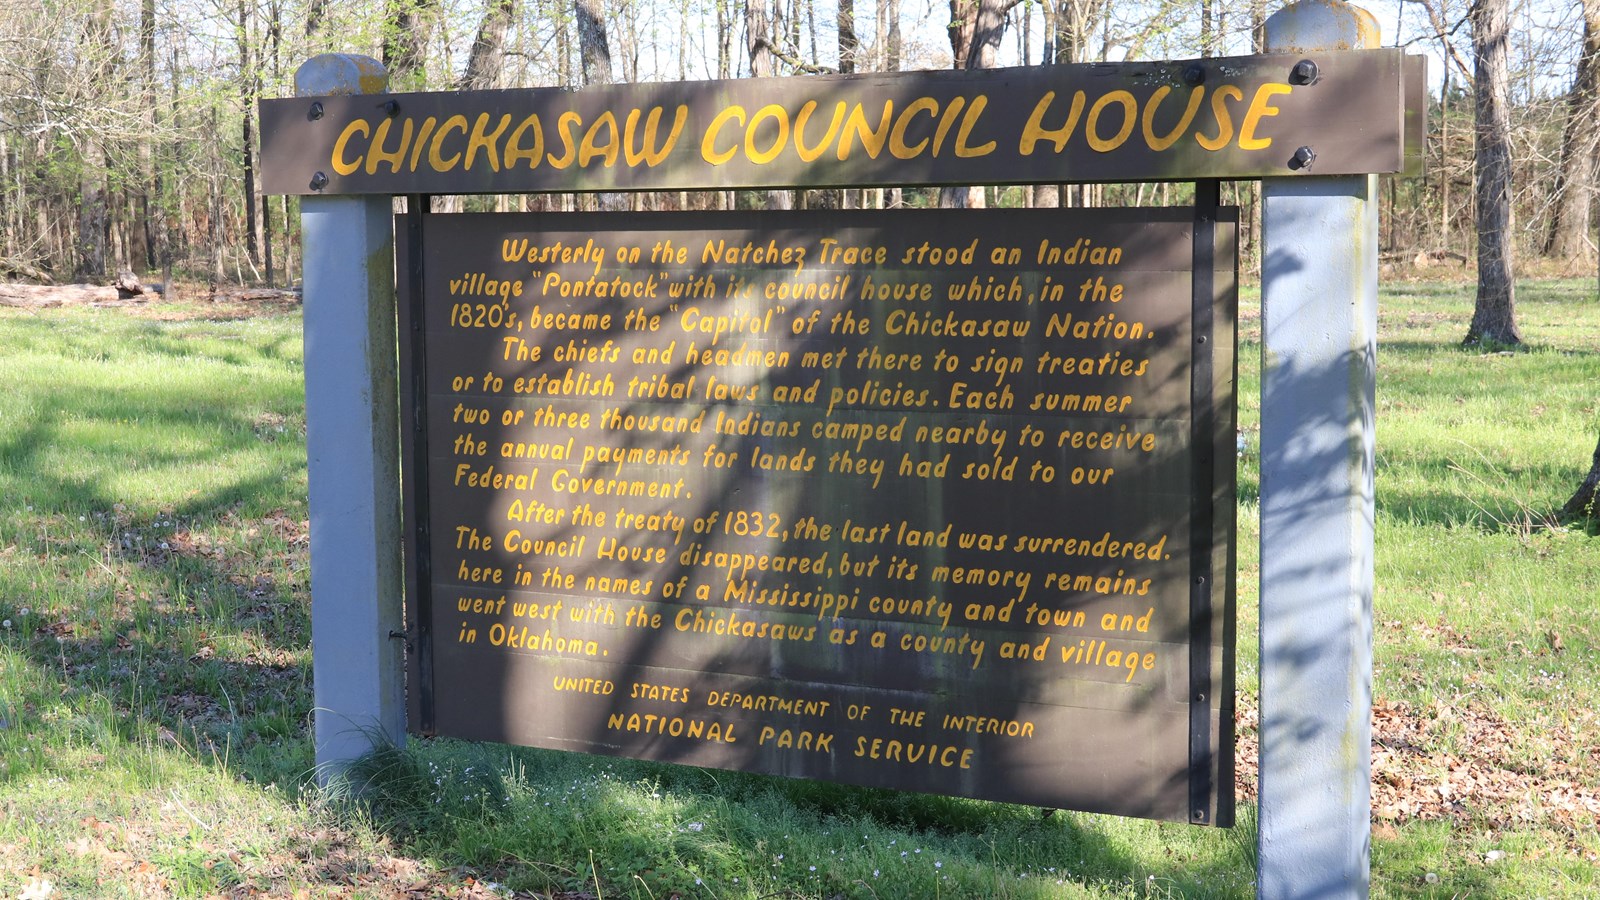 CHICKASAW COUNCIL HOUSE
Westerly on the Natchez Trace stood an Indian
village "Pontatock" with its council house which, in the
1820's, became the "Capitol" of the Chickasaw Nation.
The chiefs and headmen met there to sign treaties
or to establish tribal laws and policies. Each summer
two or three thousand Indians camped nearby to receive
the annual payments for lands they had sold to our
Federal Government.
After the treaty of 1832, the last land was surrendered.
The Council House disappeared, but its memory remains
here in the names of a Mississippi county and town and
went west with the Chickasaws as a county and village
in Oklahoma.
UNITED STATES DEPARTMENT OF THE INTERIOR
NATIONAL PARK SERVICE